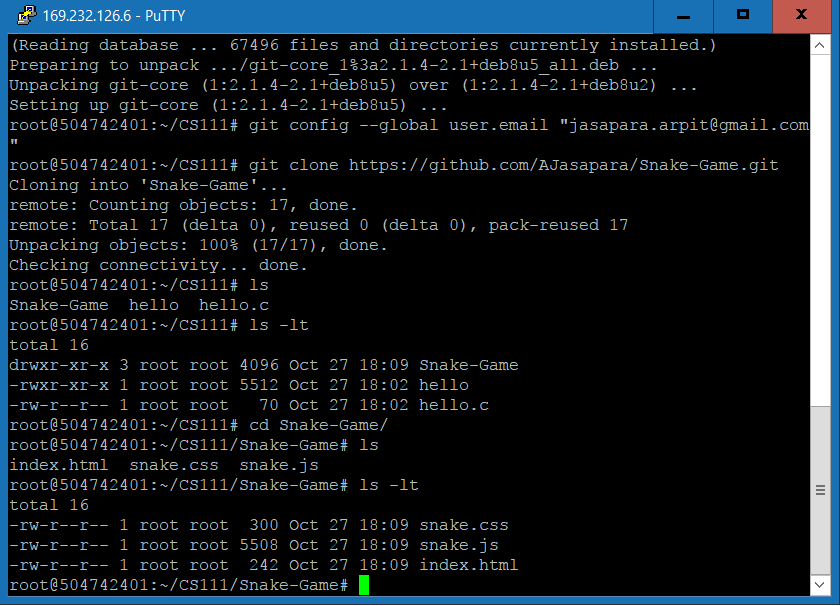 169.232.126.6 - PuTTY
(Reading database ... 67496 files and directories currently installed.)
Preparing to unpack .../git-core_1%3a2.1.4-2.1+deb8u5_all.deb ...
Unpacking git-core (1:2.1.4-2.1+deb8u5) over (1:2.1.4-2.1+deb8u2) ...
Setting up git-core (1:2.1.4-2.1+deb8u5) ...
root@504742401:~/CS111# git config --global user.email "jasapara.arpit@gmail.com
"
root@504742401:~/CS111# git clone https://github.com/AJasapara/Snake-Game.git
Cloning into 'Snake-Game'...
remote: Counting objects: 17, done.
remote: Total 17 (delta 0), reused 0 (delta 0), pack-reused 17
Unpacking objects: 100% (17/17), done.
Checking connectivity... done.
root@504742401:~/CS111# ls
Snake-Game  hello  hello.c
root@504742401:~/CS111# ls -lt
total 16
drwxr-xr-x 3 root root 4096 Oct 27 18:09 Snake-Game
-rwxr-xr-x 1 root root 5512 Oct 27 18:02 hello
-rw-r--r-- 1 root root   70 Oct 27 18:02 hello.c
root@504742401:~/CS111# cd Snake-Game/
root@504742401:~/CS111/Snake-Game# ls
index.html  snake.css  snake.js
root@504742401:~/CS111/Snake-Game# ls -lt
total 16
-rw-r--r-- 1 root root  300 Oct 27 18:09 snake.css
-rw-r--r-- 1 root root 5508 Oct 27 18:09 snake.js
-rw-r--r-- 1 root root  242 Oct 27 18:09 index.html
root@504742401:~/CS111/Snake-Game#